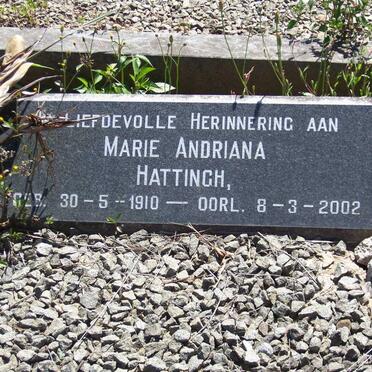 LIEFDEVOLLE HERINNERING AAN
MARIE ANDRIANA
HATTINGH,
GEB. 30-5-1910 — OORL. 8-3-2002